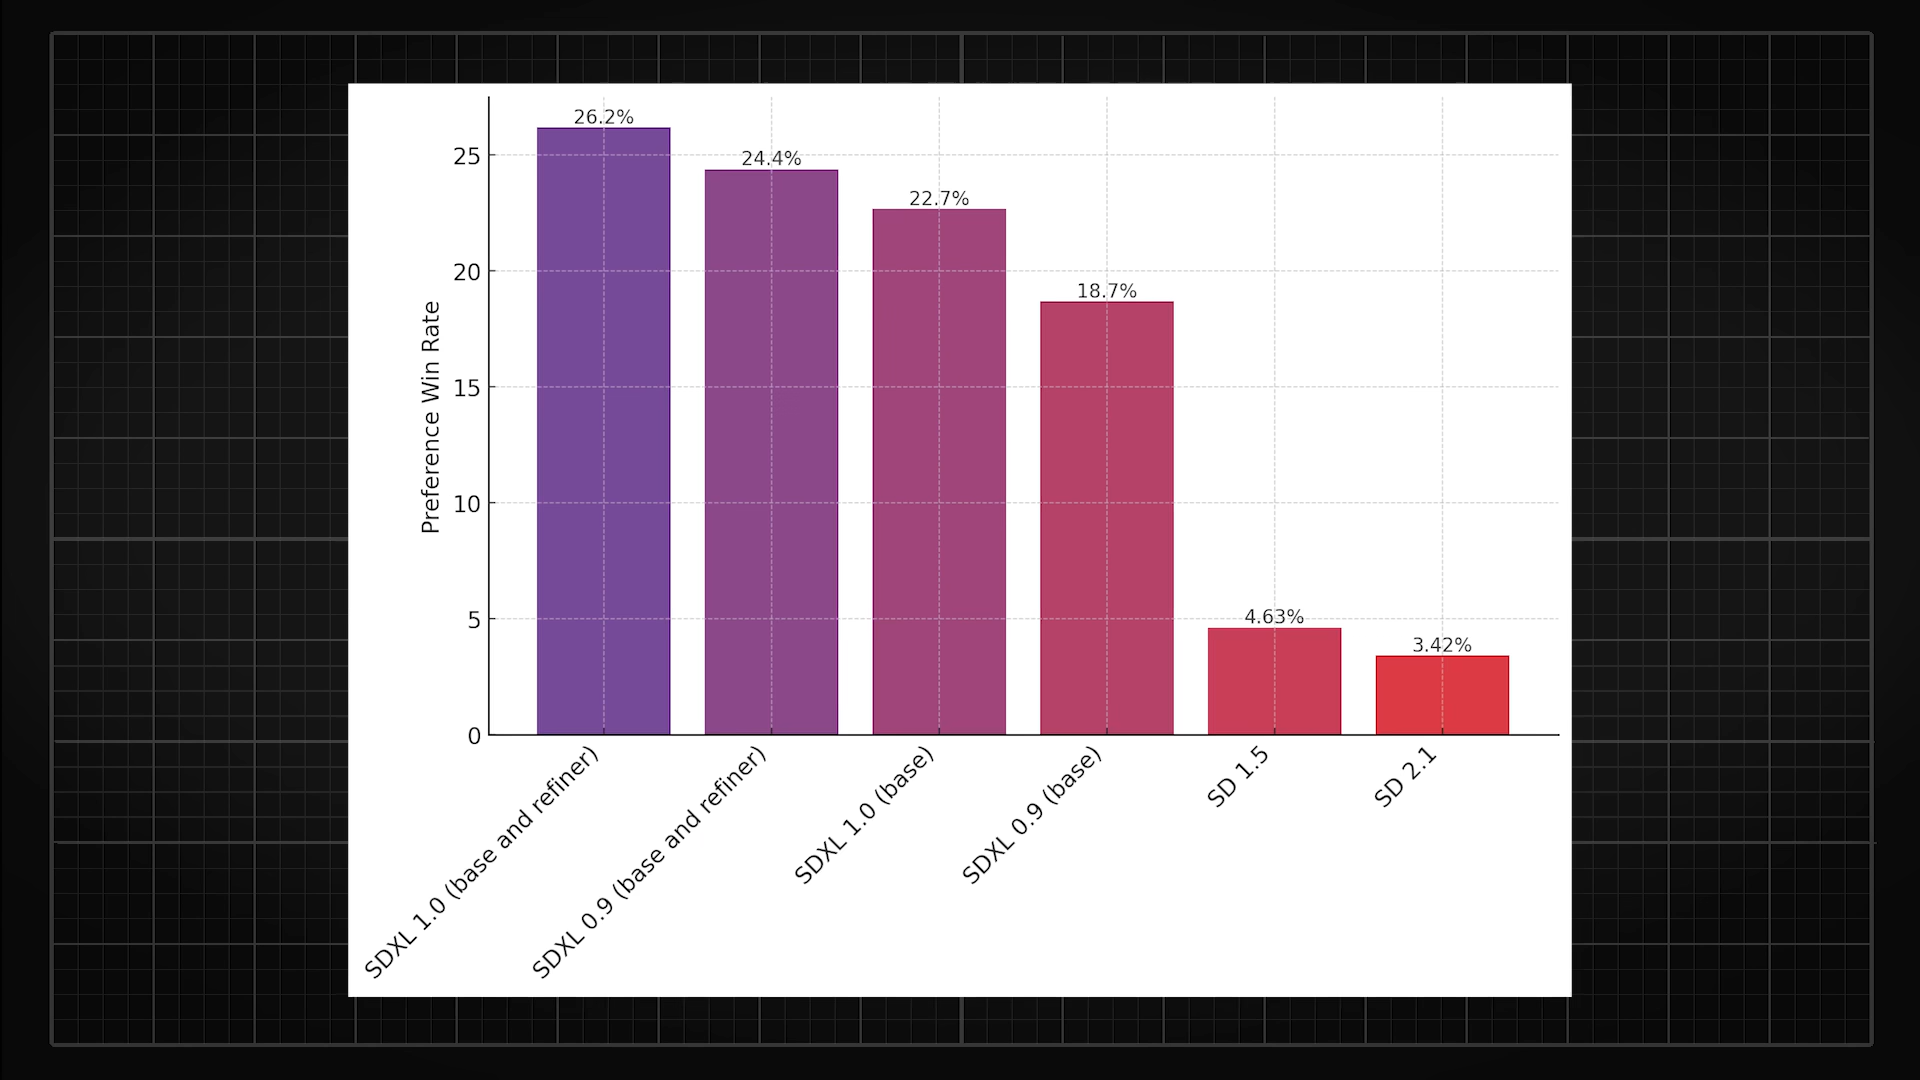 26.2%
24.4%
22.7%
18.7%
4.63%
3.42%
25
20
15
10
5
0
Preference Win Rate
SDXL 1.0 (base and refiner)
SDXL 0.9 (base and refiner)
SDXL 1.0 (base)
SDXL 0.9 (base)
SD 1.5
SD 2.1